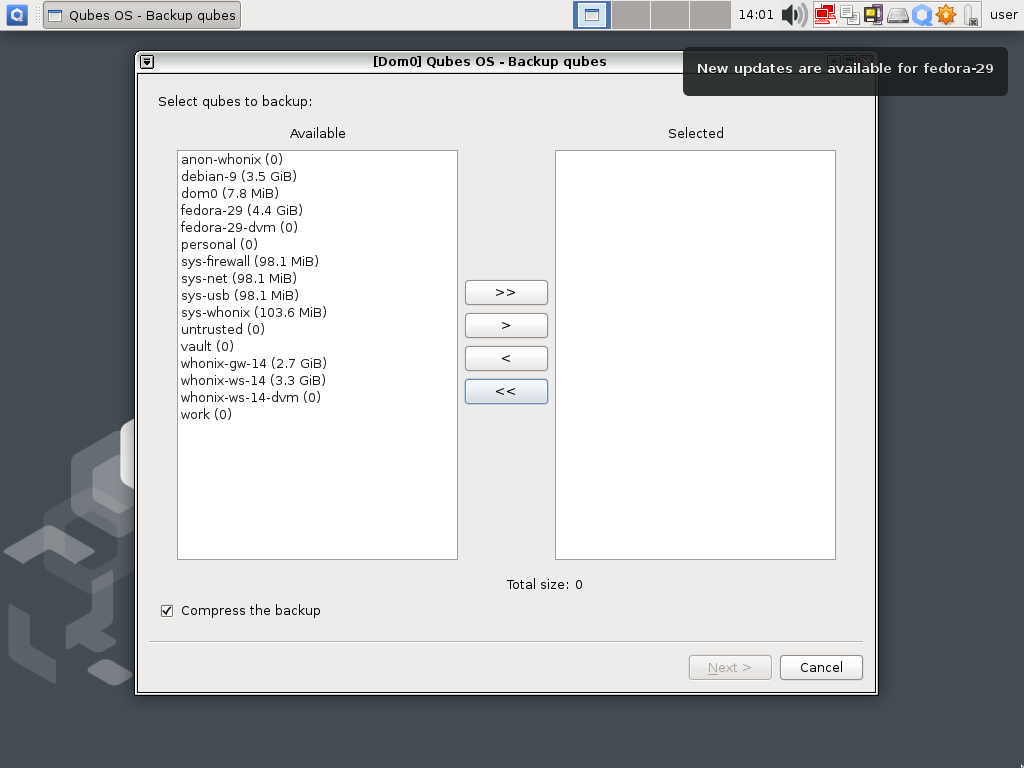 Qubes OS - Backup qubes
14:01
user
[Dom0] Qubes OS - Backup qubes
New updates are available for fedora-29
Select qubes to backup:
Available
Selected
anon-whonix (0)
debian-9 (3.5 GiB)
dom0 (7.8 MiB)
fedora-29 (4.4 GiB)
fedora-29-dvm (0)
personal (0)
sys-firewall (98.1 MiB)
sys-net (98.1 MiB)
sys-usb (98.1 MiB)
sys-whonix (103.6 MiB)
untrusted (0)
vault (0)
whonix-gw-14 (2.7 GiB)
whonix-ws-14 (3.3 GiB)
whonix-ws-14-dvm (0)
work (0)
>>
>
<
<<
Total size: 0
Compress the backup
Next >
Cancel